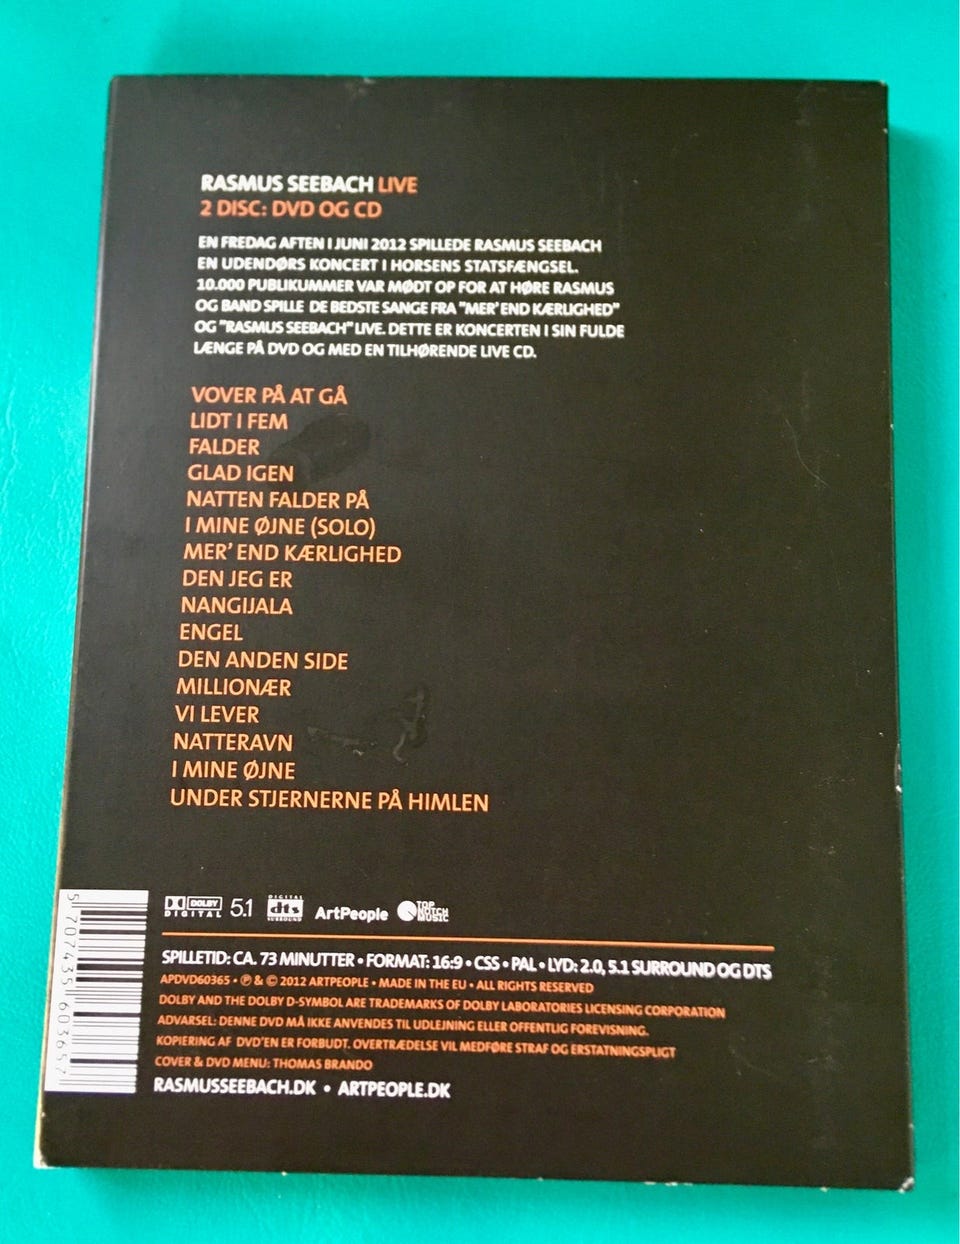 RASMUS SEEBACH LIVE
2 DISC: DVD OG CD
EN FREDAG AFTEN I JUNI 2012 SPILLEDE RASMUS SEEBACH
EN UDENDØRS KONCERT I HORSENS STATSFÆNGSEL.
10.000 PUBLIKUMMER VAR MØDT OP FOR AT HØRE RASMUS
OG BAND SPILLE DE BEDSTE SANGE FRA "MER' END KÆRLIGHED"
OG "RASMUS SEEBACH" LIVE. DETTE ER KONCERTEN I SIN FULDE
LÆNGE PÅ DVD OG MED EN TILHØRENDE LIVE CD.
VOVER PÅ AT GÅ
LIDT I FEM
FALDER
GLAD IGEN
NATTEN FALDER PÅ
I MINE ØJNE (SOLO)
MER' END KÆRLIGHED
DEN JEG ER
NANGIJALA
ENGEL
DEN ANDEN SIDE
MILLIONÆR
VI LEVER
NATTERAVN
I MINE ØJNE
UNDER STJERNERNE PÅ HIMLEN
DOLBY DIGITAL 5.1 DIGITAL dts SURROUND ArtPeople TOP NOTCH MUSIC
SPILLETID: CA. 73 MINUTTER • FORMAT: 16:9 • CSS • PAL • LYD: 2.0, 5.1 SURROUND OG DTS
APDVD60365 • ℗ & © 2012 ARTPEOPLE • MADE IN THE EU • ALL RIGHTS RESERVED
DOLBY AND THE DOLBY D-SYMBOL ARE TRADEMARKS OF DOLBY LABORATORIES LICENSING CORPORATION
ADVARSEL: DENNE DVD MÅ IKKE ANVENDES TIL UDLEJNING ELLER OFFENTLIG FOREVISNING.
KOPIERING AF DVD'EN ER FORBUDT. OVERTRÆDELSE VIL MEDFØRE STRAF OG ERSTATNINGSPLIGT
COVER & DVD MENU: THOMAS BRANDO
RASMUSSEEBACH.DK • ARTPEOPLE.DK
5 707435 603657